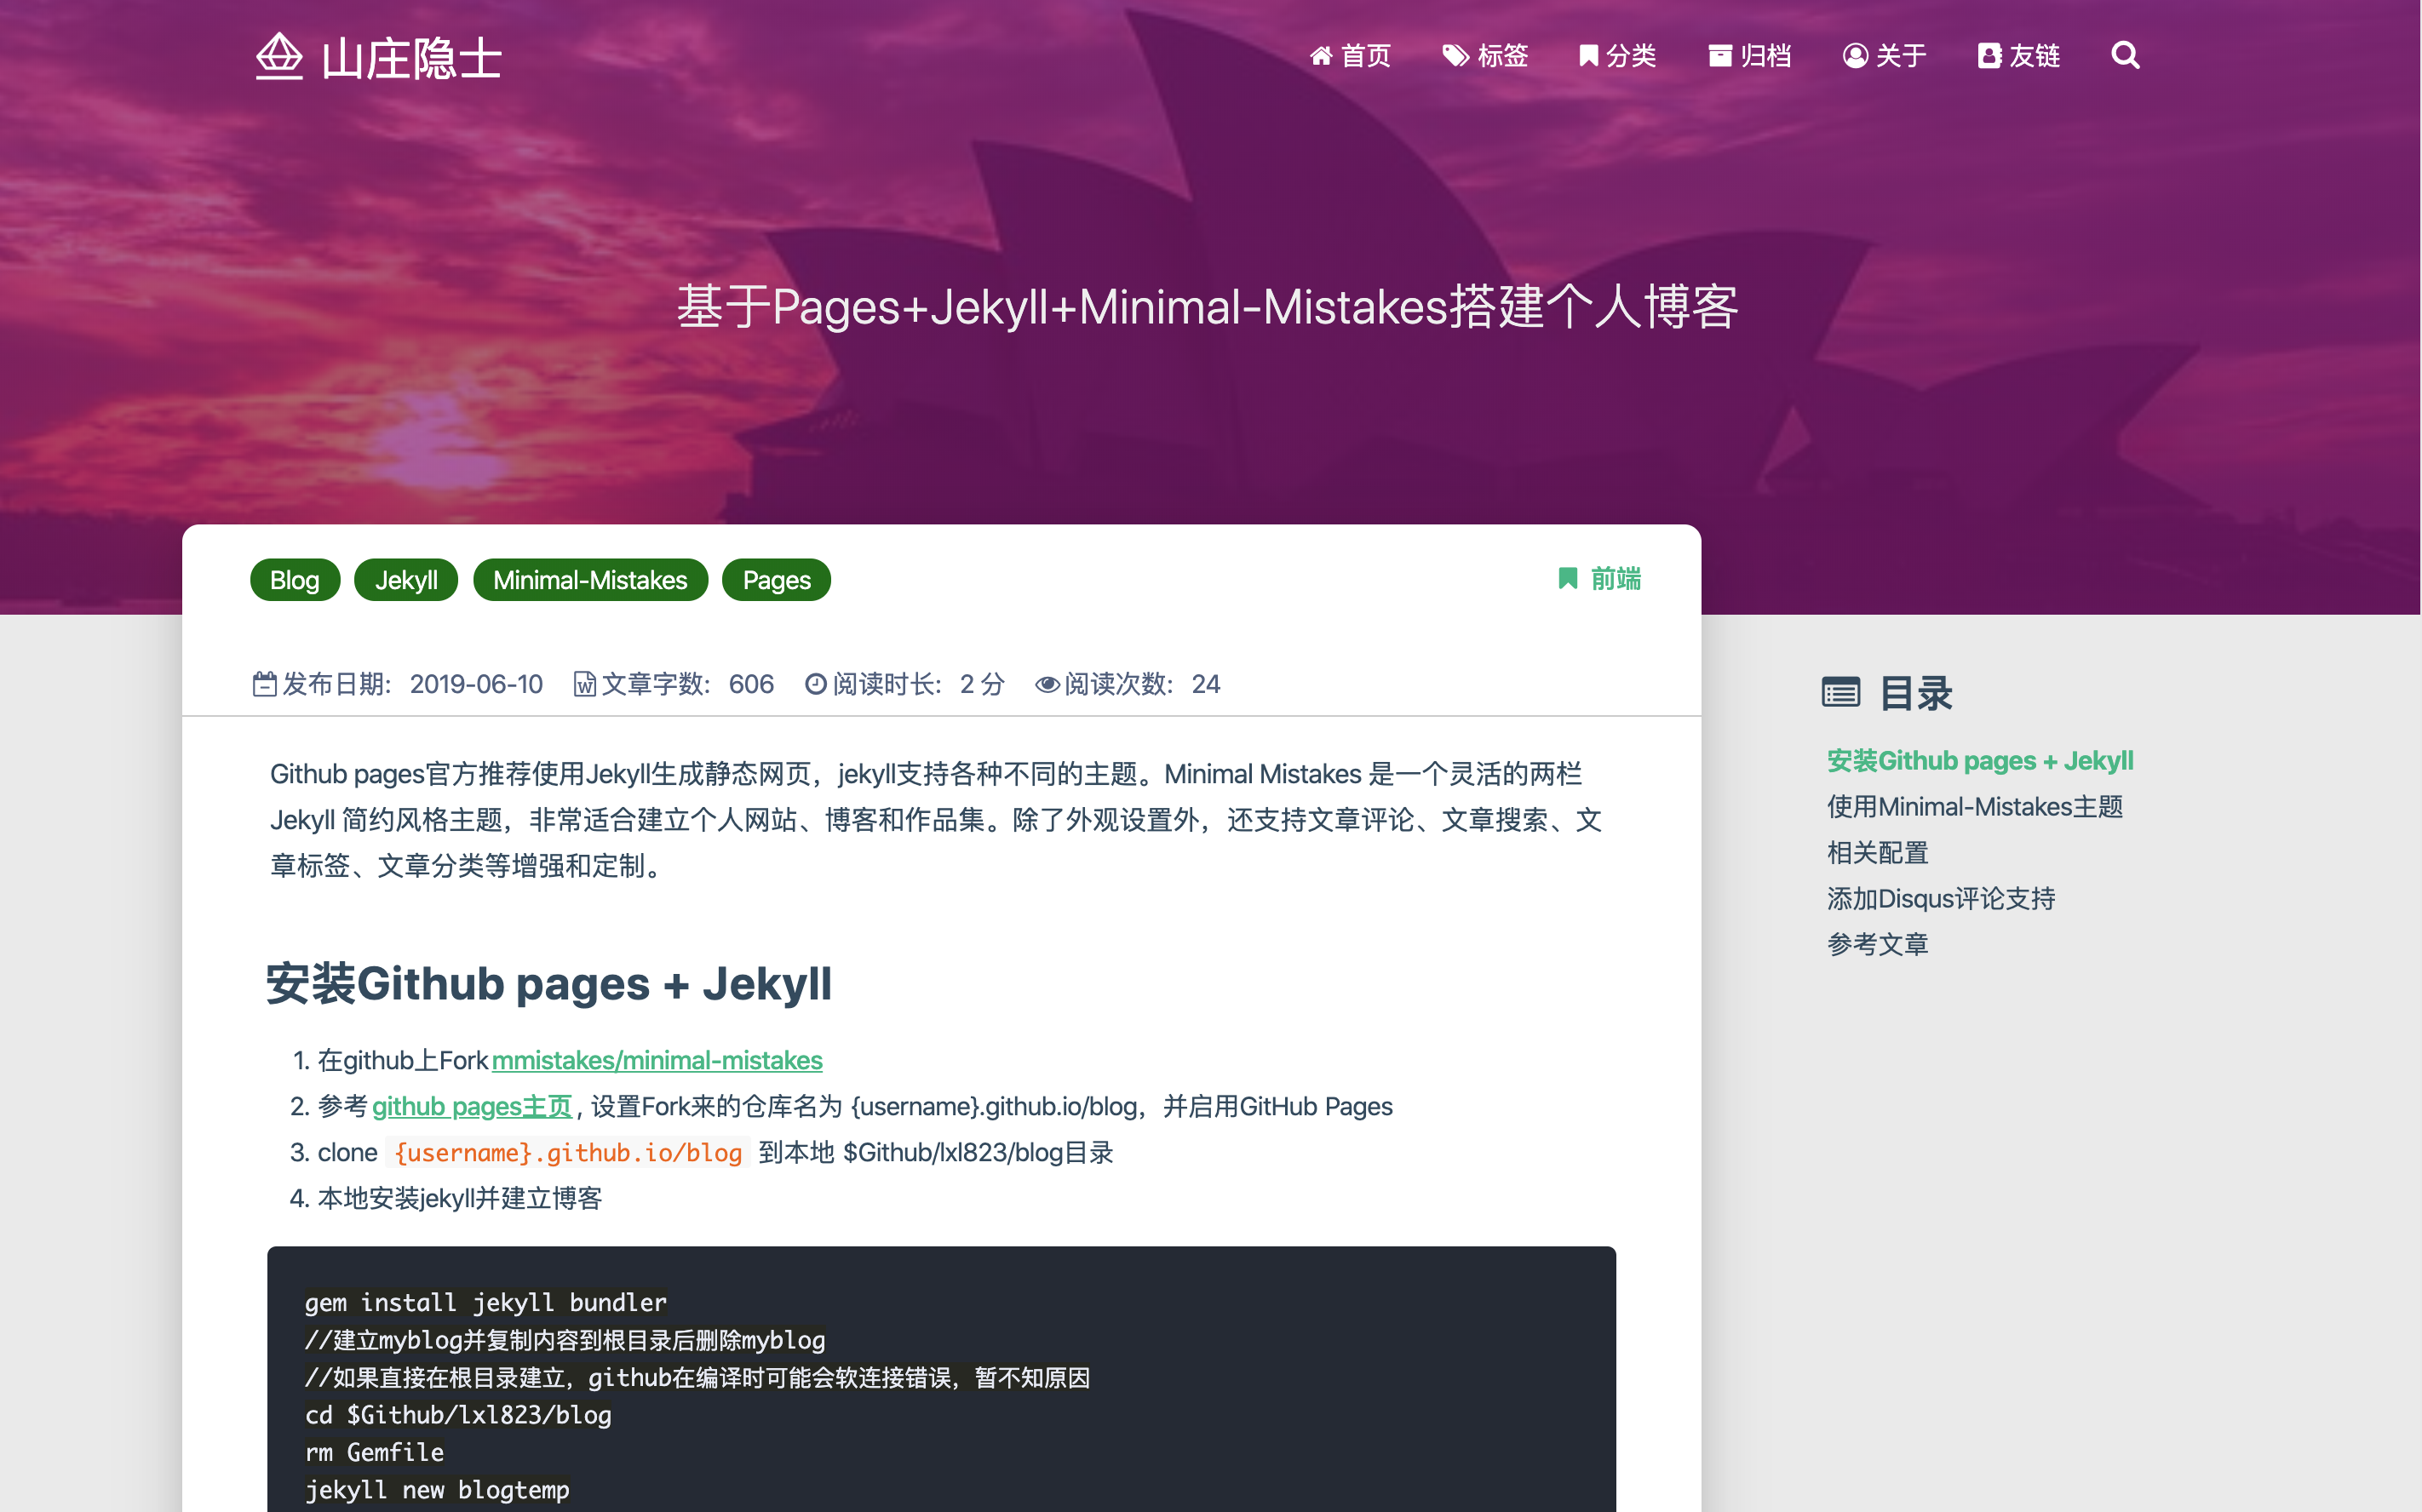 山庄隐士
首页 标签 分类 归档 关于 友链
基于Pages+Jekyll+Minimal-Mistakes搭建个人博客
Blog Jekyll Minimal-Mistakes Pages 前端
发布日期: 2019-06-10 文章字数: 606 阅读时长: 2 分 阅读次数: 24
Github pages官方推荐使用Jekyll生成静态网页，jekyll支持各种不同的主题。Minimal Mistakes 是一个灵活的两栏
Jekyll 简约风格主题，非常适合建立个人网站、博客和作品集。除了外观设置外，还支持文章评论、文章搜索、文
章标签、文章分类等增强和定制。
安装Github pages + Jekyll
1. 在github上Fork mmistakes/minimal-mistakes
2. 参考 github pages主页 , 设置Fork来的仓库名为 {username}.github.io/blog，并启用GitHub Pages
3. clone {username}.github.io/blog 到本地 $Github/lxl823/blog目录
4. 本地安装jekyll并建立博客
gem install jekyll bundler
//建立myblog并复制内容到根目录后删除myblog
//如果直接在根目录建立，github在编译时可能会软连接错误，暂不知原因
cd $Github/lxl823/blog
rm Gemfile
jekyll new blogtemp
目录
安装Github pages + Jekyll
使用Minimal-Mistakes主题
相关配置
添加Disqus评论支持
参考文章